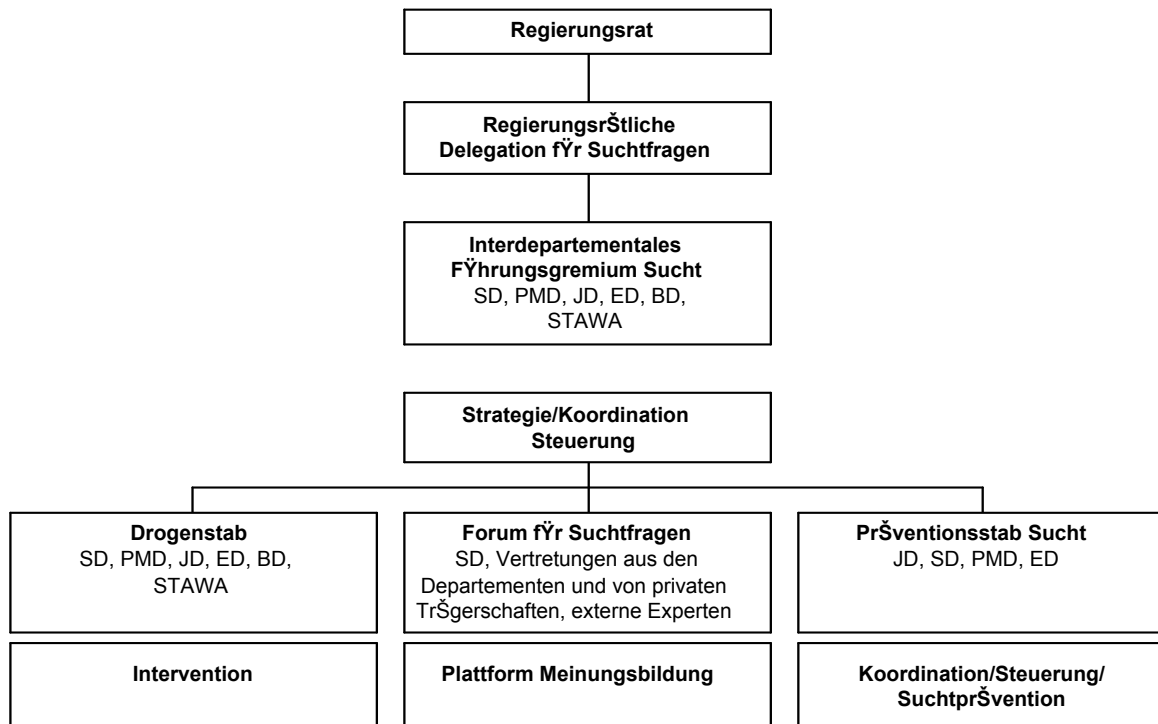 Regierungsrat
RegierungsrŠtliche
Delegation fŸr Suchtfragen
Interdepartementales
FŸhrungsgremium Sucht
SD, PMD, JD, ED, BD,
STAWA
Strategie/Koordination
Steuerung
Drogenstab
SD, PMD, JD, ED, BD,
STAWA
Forum fŸr Suchtfragen
SD, Vertretungen aus den
Departementen und von privaten
TrŠgerschaften, externe Experten
PrŠventionsstab Sucht
JD, SD, PMD, ED
Intervention
Plattform Meinungsbildung
Koordination/Steuerung/
SuchtprŠvention